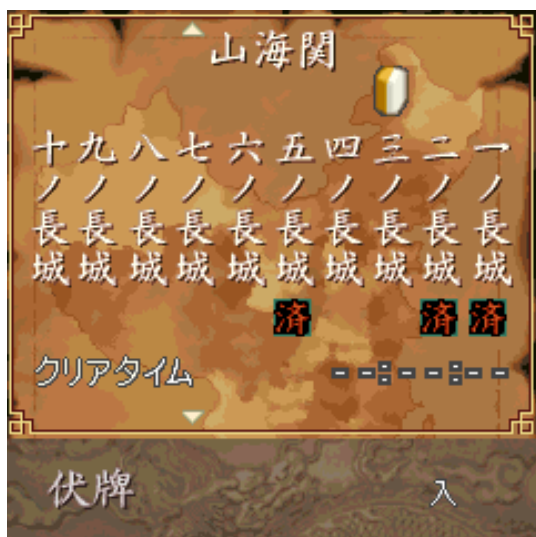 山海関
一ノ長城
二ノ長城
三ノ長城
四ノ長城
五ノ長城
六ノ長城
七ノ長城
八ノ長城
九ノ長城
十ノ長城
済 済 済
クリアタイム --:--:--
伏牌 入